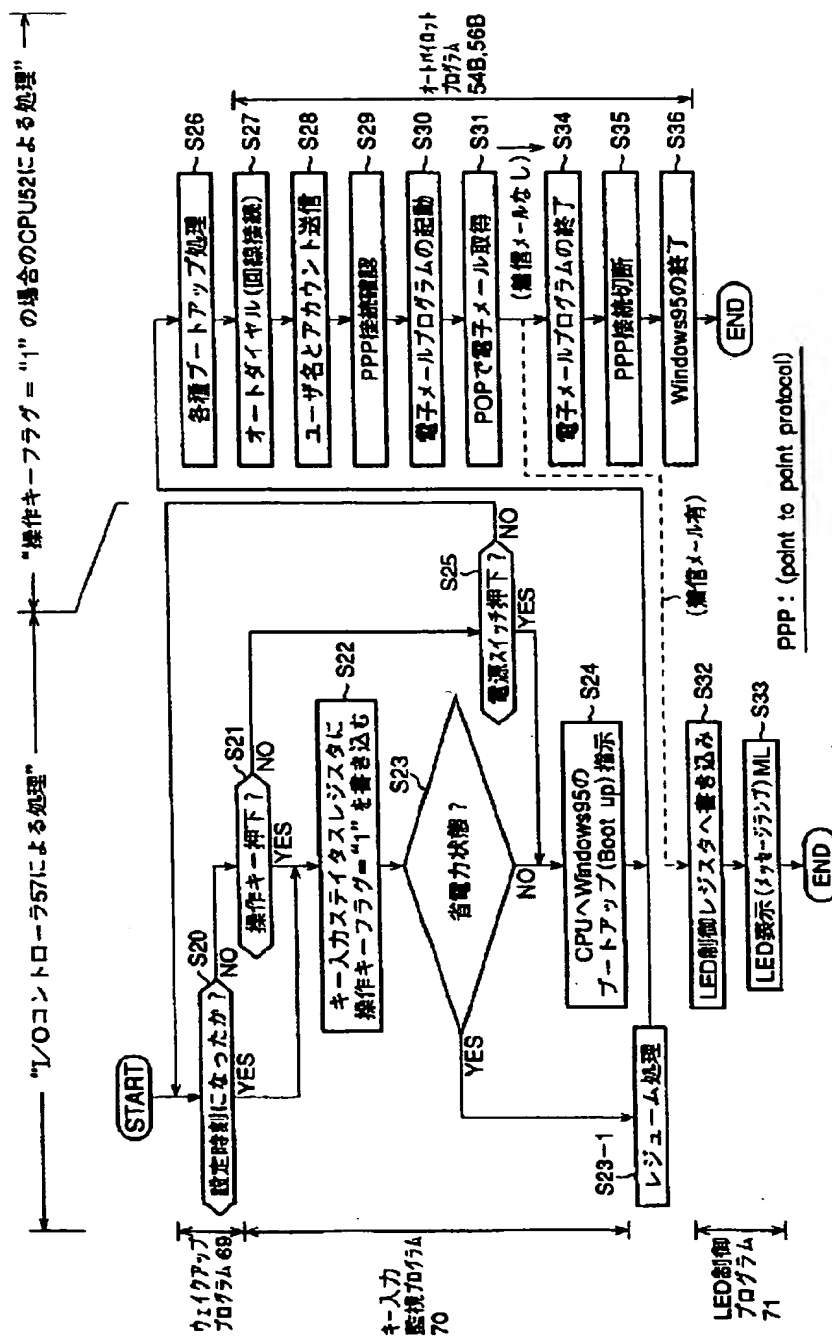 "I/Oコントローラ57による処理"
"操作キーフラグ="1"の場合のCPU52による処理"
ウェイクアップ
プログラム 69
キー入力
監視プログラム
70
LED制御
プログラム
71
START
設定時刻になったか?
S20
NO
YES
操作キー押下?
S21
NO
YES
キー入力ステイタスレジスタに
操作キーフラグ="1"を書き込む
S22
省電力状態?
S23
YES
NO
S23-1
レジューム処理
電源スイッチ押下?
S25
NO
YES
CPUへWindows95の
ブートアップ(Boot up)指示
S24
LED制御レジスタへ書き込み
S32
LED表示(メッセージランプ)ML
S33
END
各種ブートアップ処理
S26
オートダイヤル(回線接続)
S27
ユーザ名とアカウント送信
S28
PPP接続確認
S29
電子メールプログラムの起動
S30
POPで電子メール取得
S31
(着信メールなし)
(着信メール有)
電子メールプログラムの終了
S34
PPP接続切断
S35
Windows95の終了
S36
END
オートパイロット
プログラム
54B,56B
PPP:(point to point protocol)